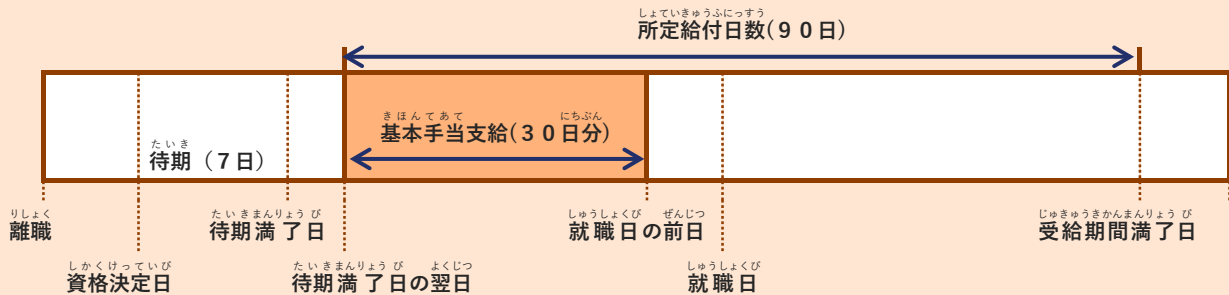 しょていきゅうふにっすう
所定給付日数(９０日)
きほんてあて にちぶん
基本手当支給(３０日分)
たいき
待期（7日）
りしょく たいきまんりょうび しゅうしょくび ぜんじつ じゅきゅうきかんまんりょうび
離職 待期満了日 就職日の前日 受給期間満了日
しかくけっていび たいきまんりょうび よくじつ しゅうしょくび
資格決定日 待期満了日の翌日 就職日